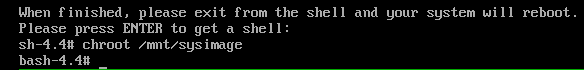 When finished, please exit from the shell and your system will reboot.
Please press ENTER to get a shell:
sh-4.4# chroot /mnt/sysimage
bash-4.4# _